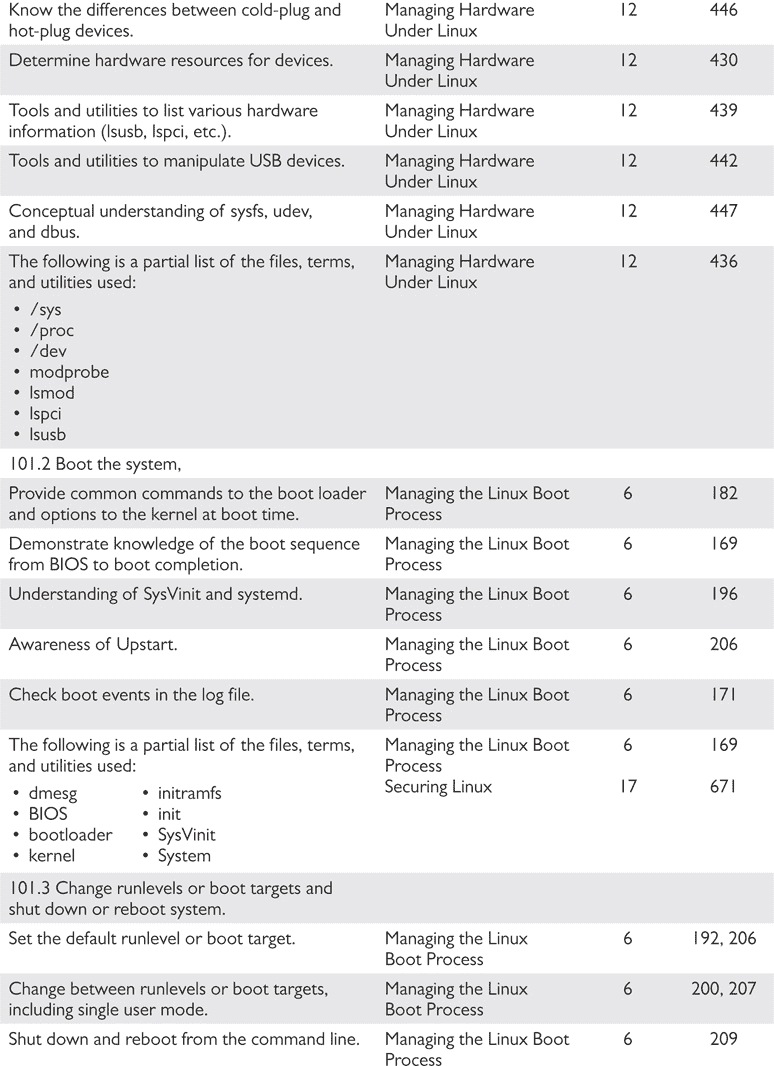 Know the differences between cold-plug and Managing Hardware 12 446
hot-plug devices. Under Linux
Determine hardware resources for devices. Managing Hardware 12 430
Under Linux
Tools and utilities to list various hardware Managing Hardware 12 439
information (lsusb, lspci, etc.). Under Linux
Tools and utilities to manipulate USB devices. Managing Hardware 12 442
Under Linux
Conceptual understanding of sysfs, udev, Managing Hardware 12 447
and dbus. Under Linux
The following is a partial list of the files, terms, Managing Hardware 12 436
and utilities used: Under Linux
• /sys
• /proc
• /dev
• modprobe
• lsmod
• lspci
• lsusb
101.2 Boot the system,
Provide common commands to the boot loader Managing the Linux Boot 6 182
and options to the kernel at boot time. Process
Demonstrate knowledge of the boot sequence Managing the Linux Boot 6 169
from BIOS to boot completion. Process
Understanding of SysVinit and systemd. Managing the Linux Boot 6 196
Process
Awareness of Upstart. Managing the Linux Boot 6 206
Process
Check boot events in the log file. Managing the Linux Boot 6 171
Process
The following is a partial list of the files, terms, Managing the Linux Boot 6 169
and utilities used: Process
Securing Linux 17 671
• dmesg • initramfs
• BIOS • init
• bootloader • SysVinit
• kernel • System
101.3 Change runlevels or boot targets and
shut down or reboot system.
Set the default runlevel or boot target. Managing the Linux 6 192, 206
Boot Process
Change between runlevels or boot targets, Managing the Linux 6 200, 207
including single user mode. Boot Process
Shut down and reboot from the command line. Managing the Linux Boot 6 209
Process